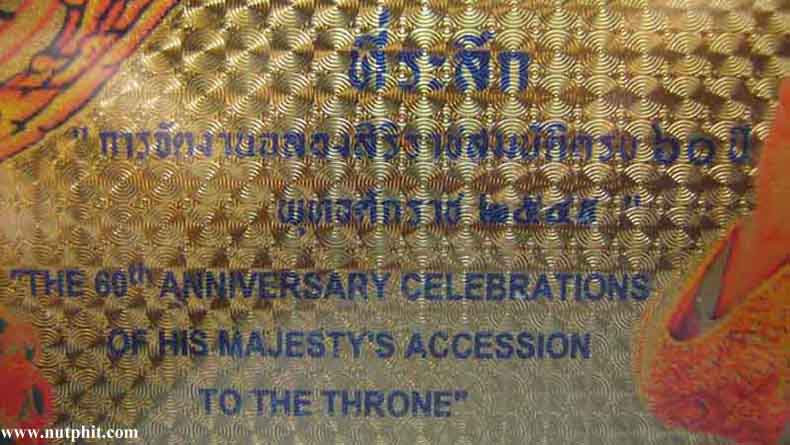 ที่ระลึก
" การจัดงานฉลองสิริราชสมบัติครบ ๖๐ ปี
พุทธศักราช ๒๕๔๙ "
"THE 60th ANNIVERSARY CELEBRATIONS
OF HIS MAJESTY'S ACCESSION
TO THE THRONE"
www.nutphit.com